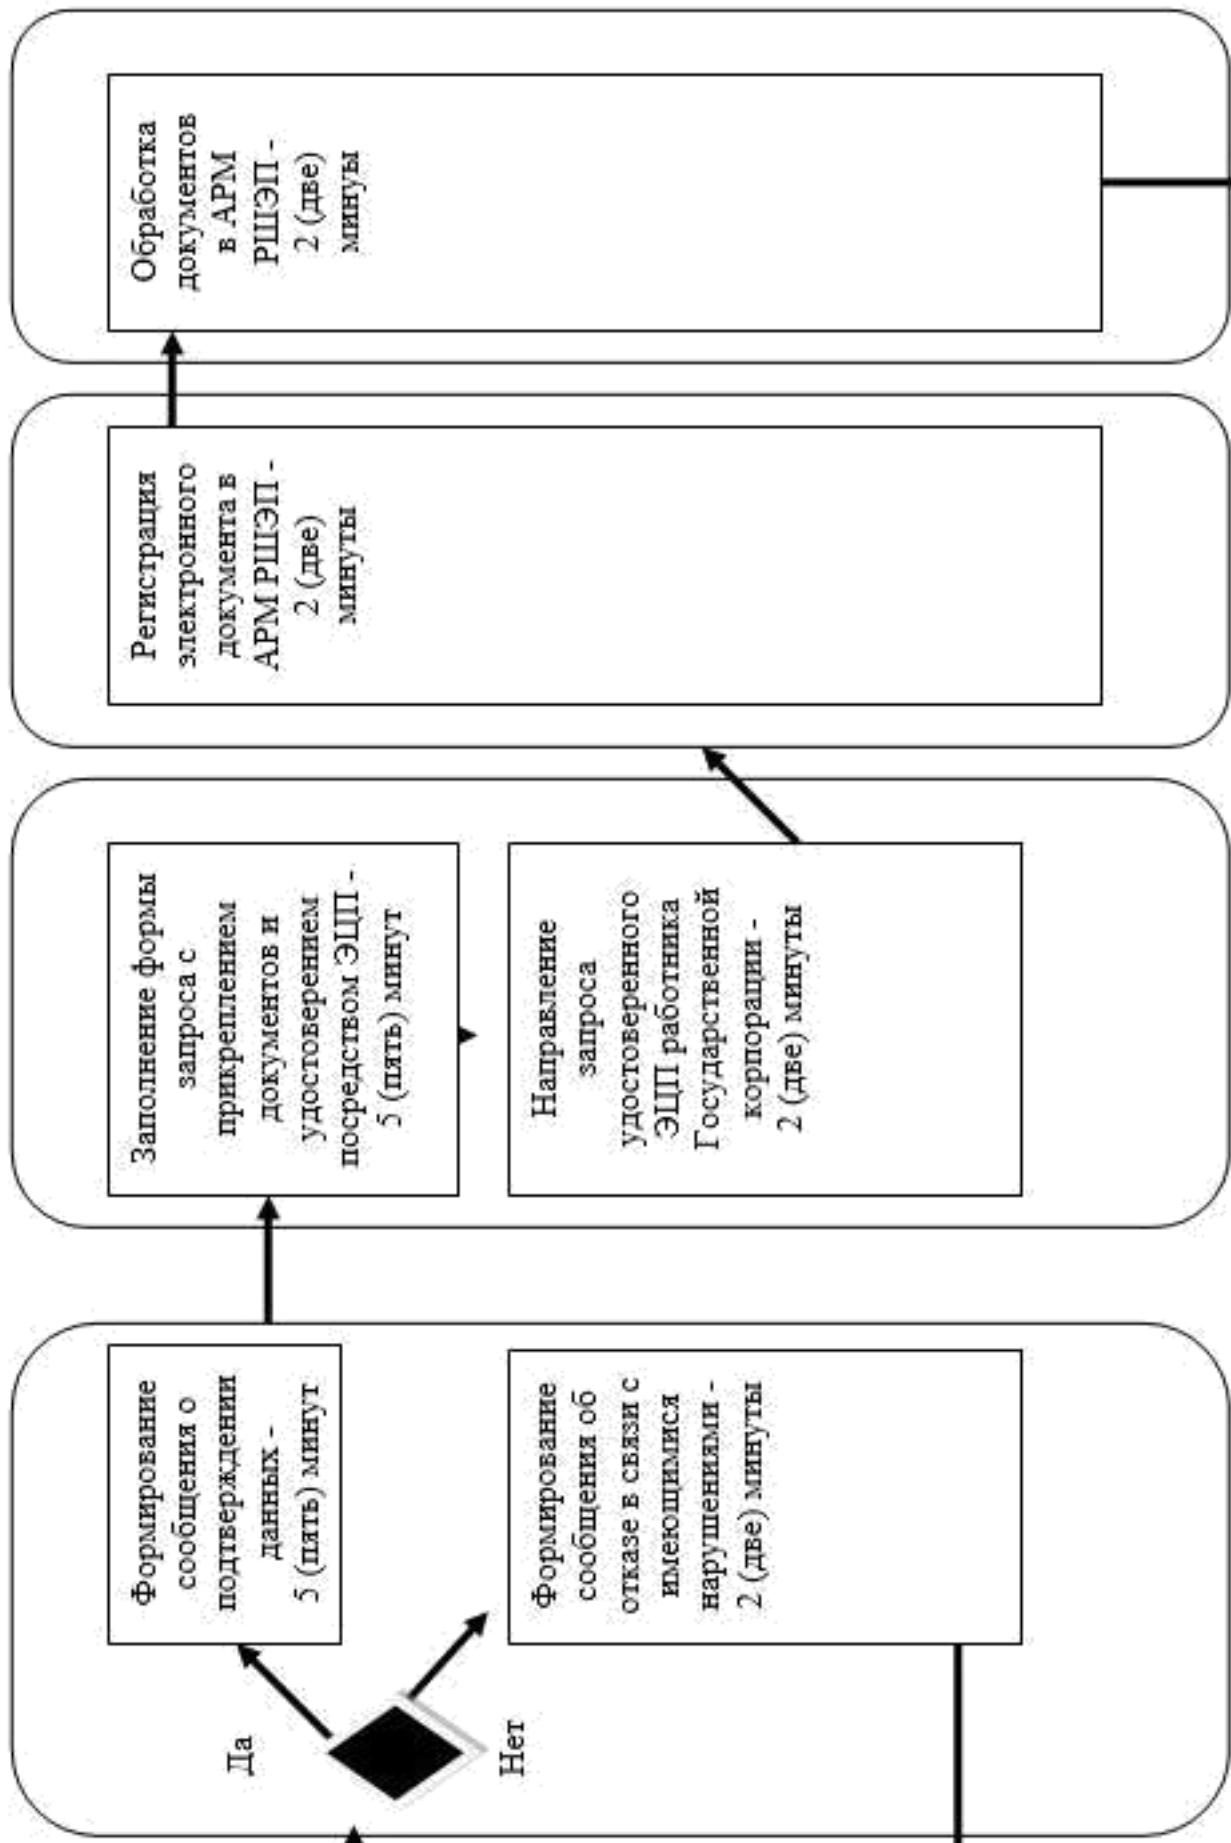 Да
Нет
Формирование
сообщения о
подтверждении
данных -
5 (пять) минут
Формирование
сообщения об
отказе в связи с
имеющимися
нарушениями -
2 (две) минуты
Заполнение формы
запроса с
прикреплением
документов и
удостоверением
посредством ЭЦП -
5 (пять) минут
Направление
запроса
удостоверенного
ЭЦП работника
Государственной
корпорации -
2 (две) минуты
Регистрация
электронного
документа в
АРМ РШЭП -
2 (две)
минуты
Обработка
документов
в АРМ
РШЭП -
2 (две)
минуы